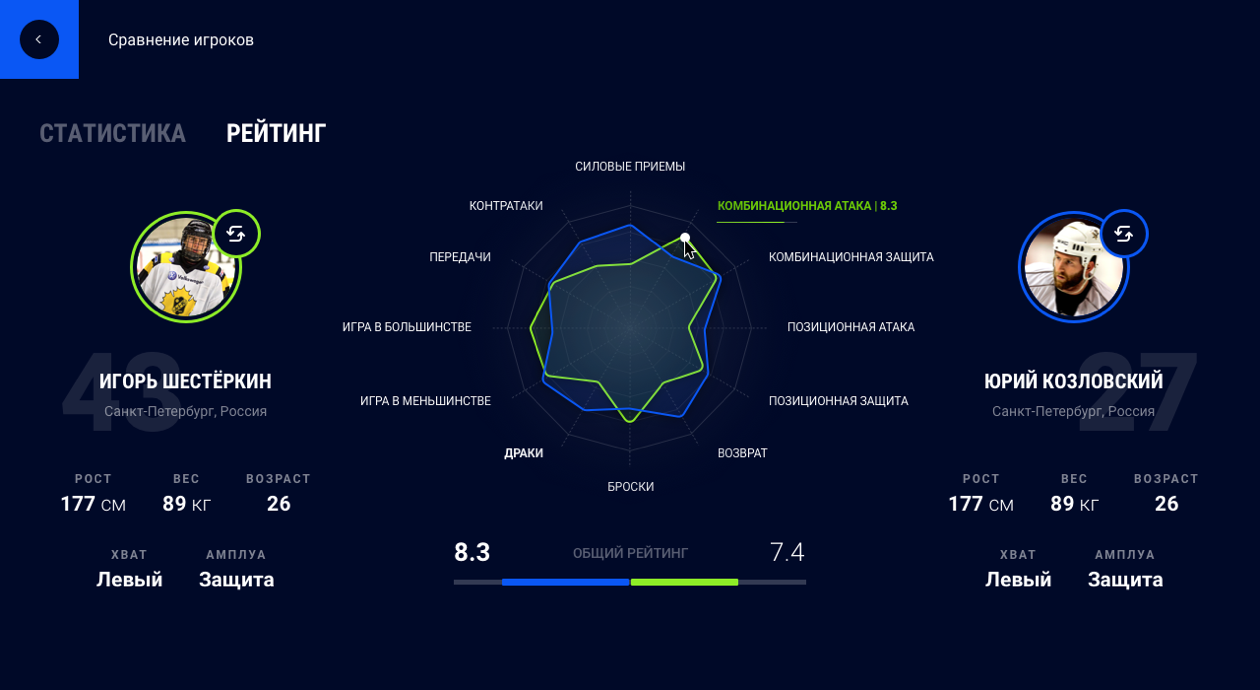 Сравнение игроков
СТАТИСТИКА РЕЙТИНГ
СИЛОВЫЕ ПРИЕМЫ
КОНТРАТАКИ
КОМБИНАЦИОННАЯ АТАКА | 8.3
ПЕРЕДАЧИ
КОМБИНАЦИОННАЯ ЗАЩИТА
ИГРА В БОЛЬШИНСТВЕ
ПОЗИЦИОННАЯ АТАКА
ИГРА В МЕНЬШИНСТВЕ
ПОЗИЦИОННАЯ ЗАЩИТА
ДРАКИ
ВОЗВРАТ
БРОСКИ
8.3 ОБЩИЙ РЕЙТИНГ 7.4
Volkswagen
43
ИГОРЬ ШЕСТЁРКИН
Санкт-Петербург, Россия
РОСТ ВЕС ВОЗРАСТ
177 СМ 89 КГ 26
ХВАТ АМПЛУА
Левый Защита
27
ЮРИЙ КОЗЛОВСКИЙ
Санкт-Петербург, Россия
РОСТ ВЕС ВОЗРАСТ
177 СМ 89 КГ 26
ХВАТ АМПЛУА
Левый Защита